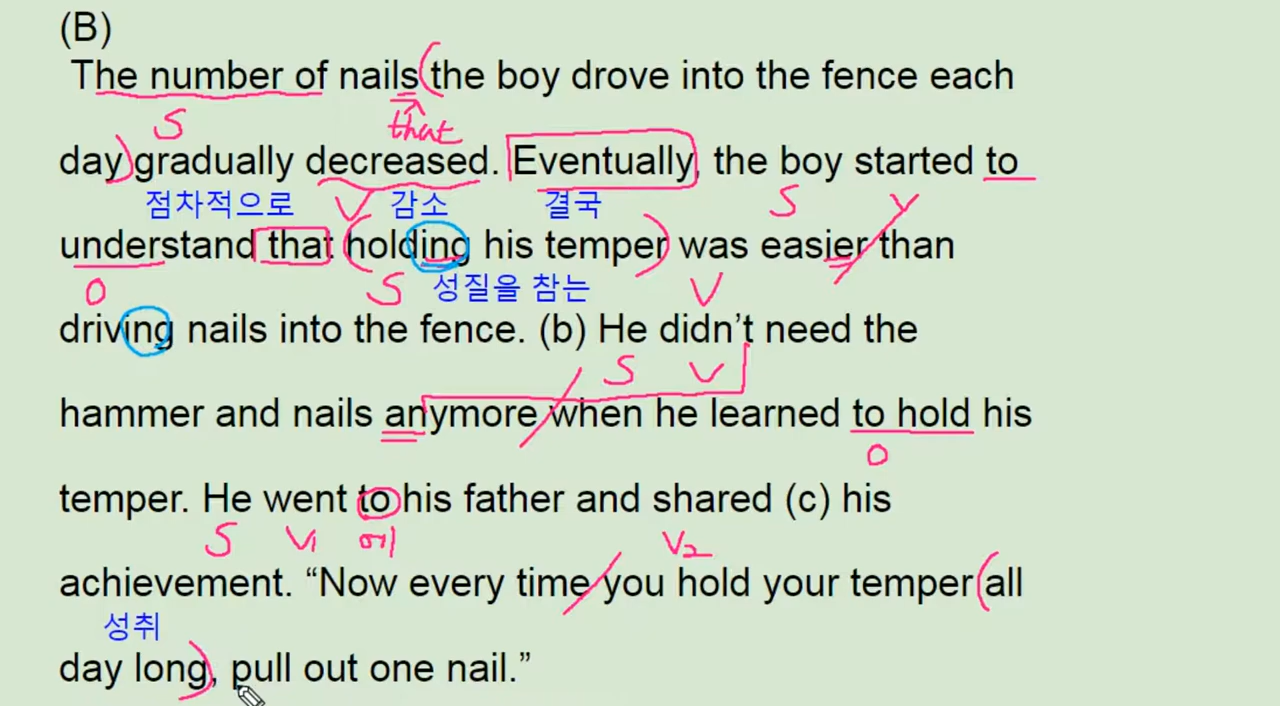 (B)
The number of nails (the boy drove into the fence each
S that
day) gradually decreased. Eventually, the boy started to
점차적으로 V 감소 결국 S V
understand that (holding his temper) was easier / than
O S 성질을 참는 V
driving nails into the fence. (b) He didn't need the
S V
hammer and nails anymore / when he learned to hold his
O
temper. He went to his father and shared (c) his
S V1 에 V2
achievement. “Now every time / you hold your temper (all
성취
day long), pull out one nail.”